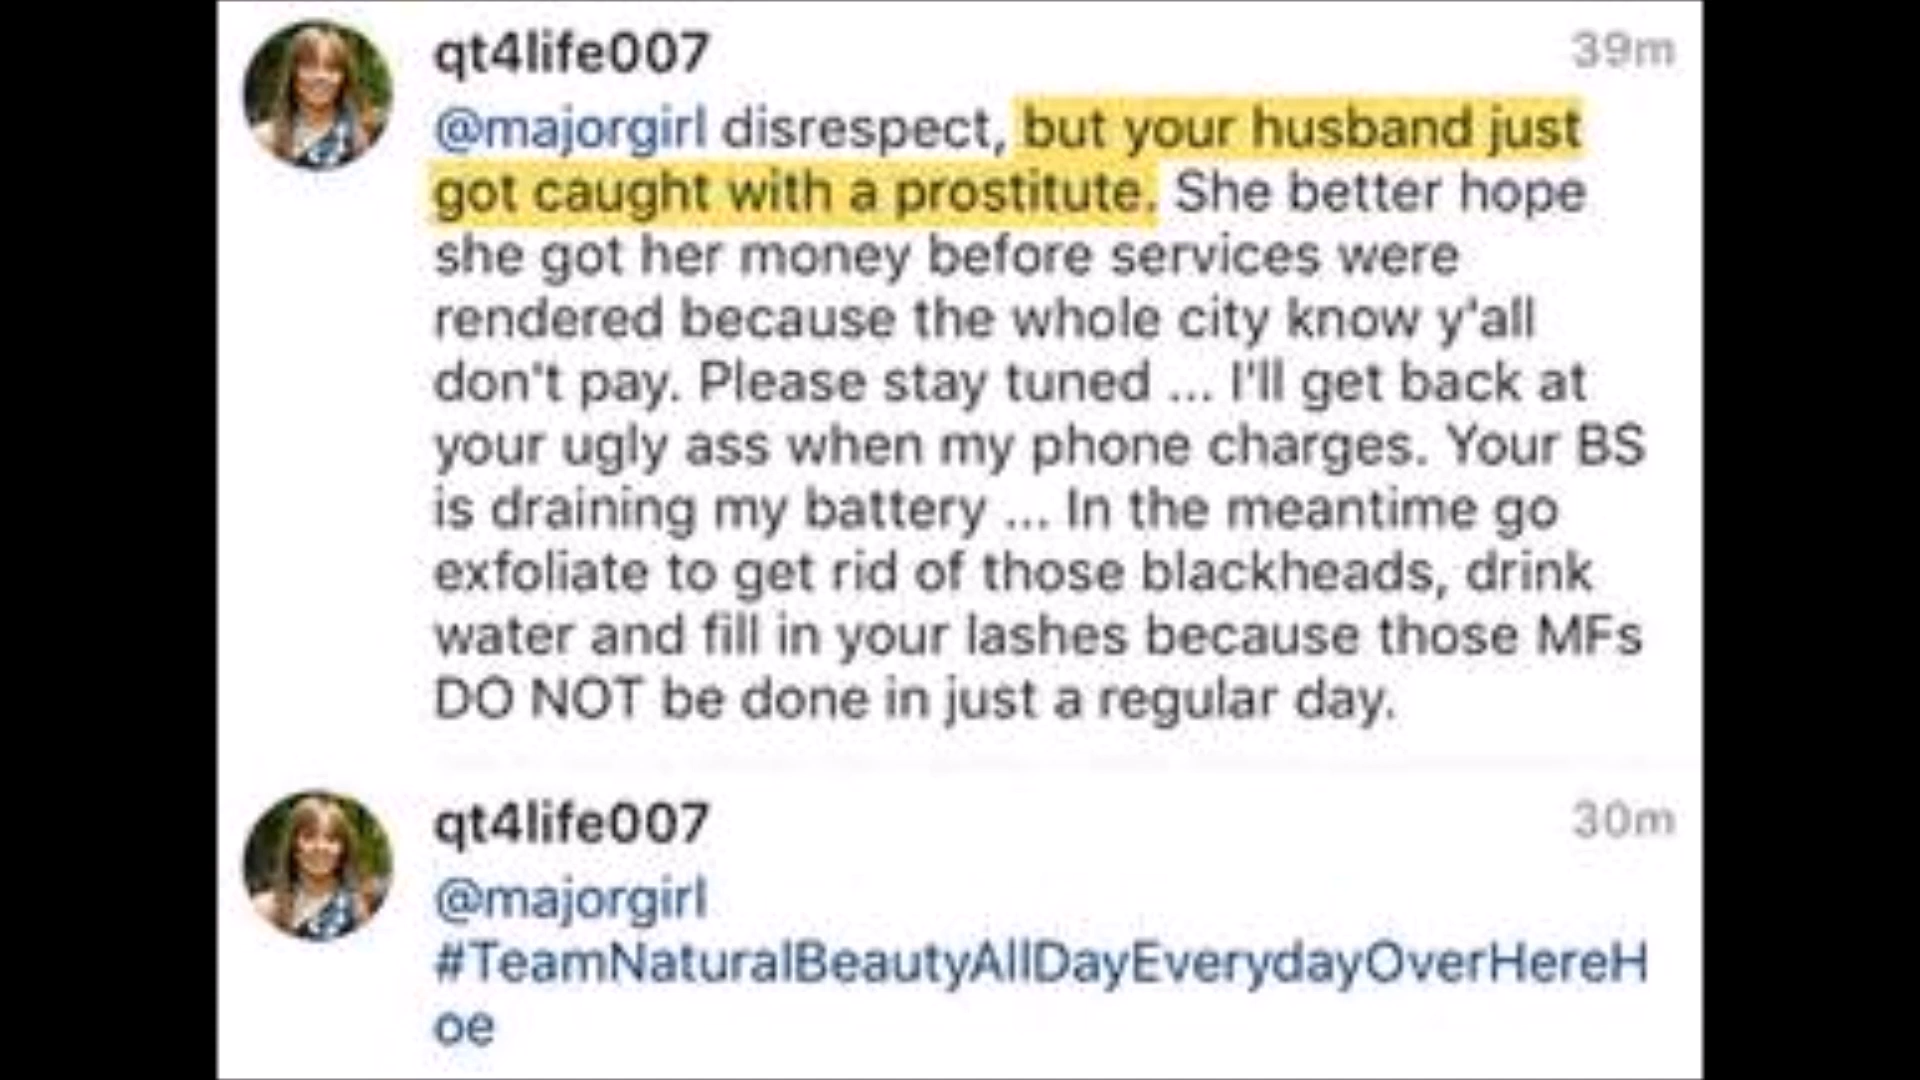 qt4life007 39m
@majorgirl disrespect, but your husband just
got caught with a prostitute. She better hope
she got her money before services were
rendered because the whole city know y'all
don't pay. Please stay tuned ... I'll get back at
your ugly ass when my phone charges. Your BS
is draining my battery ... In the meantime go
exfoliate to get rid of those blackheads, drink
water and fill in your lashes because those MFs
DO NOT be done in just a regular day.
qt4life007 30m
@majorgirl
#TeamNaturalBeautyAllDayEverydayOverHereH
oe